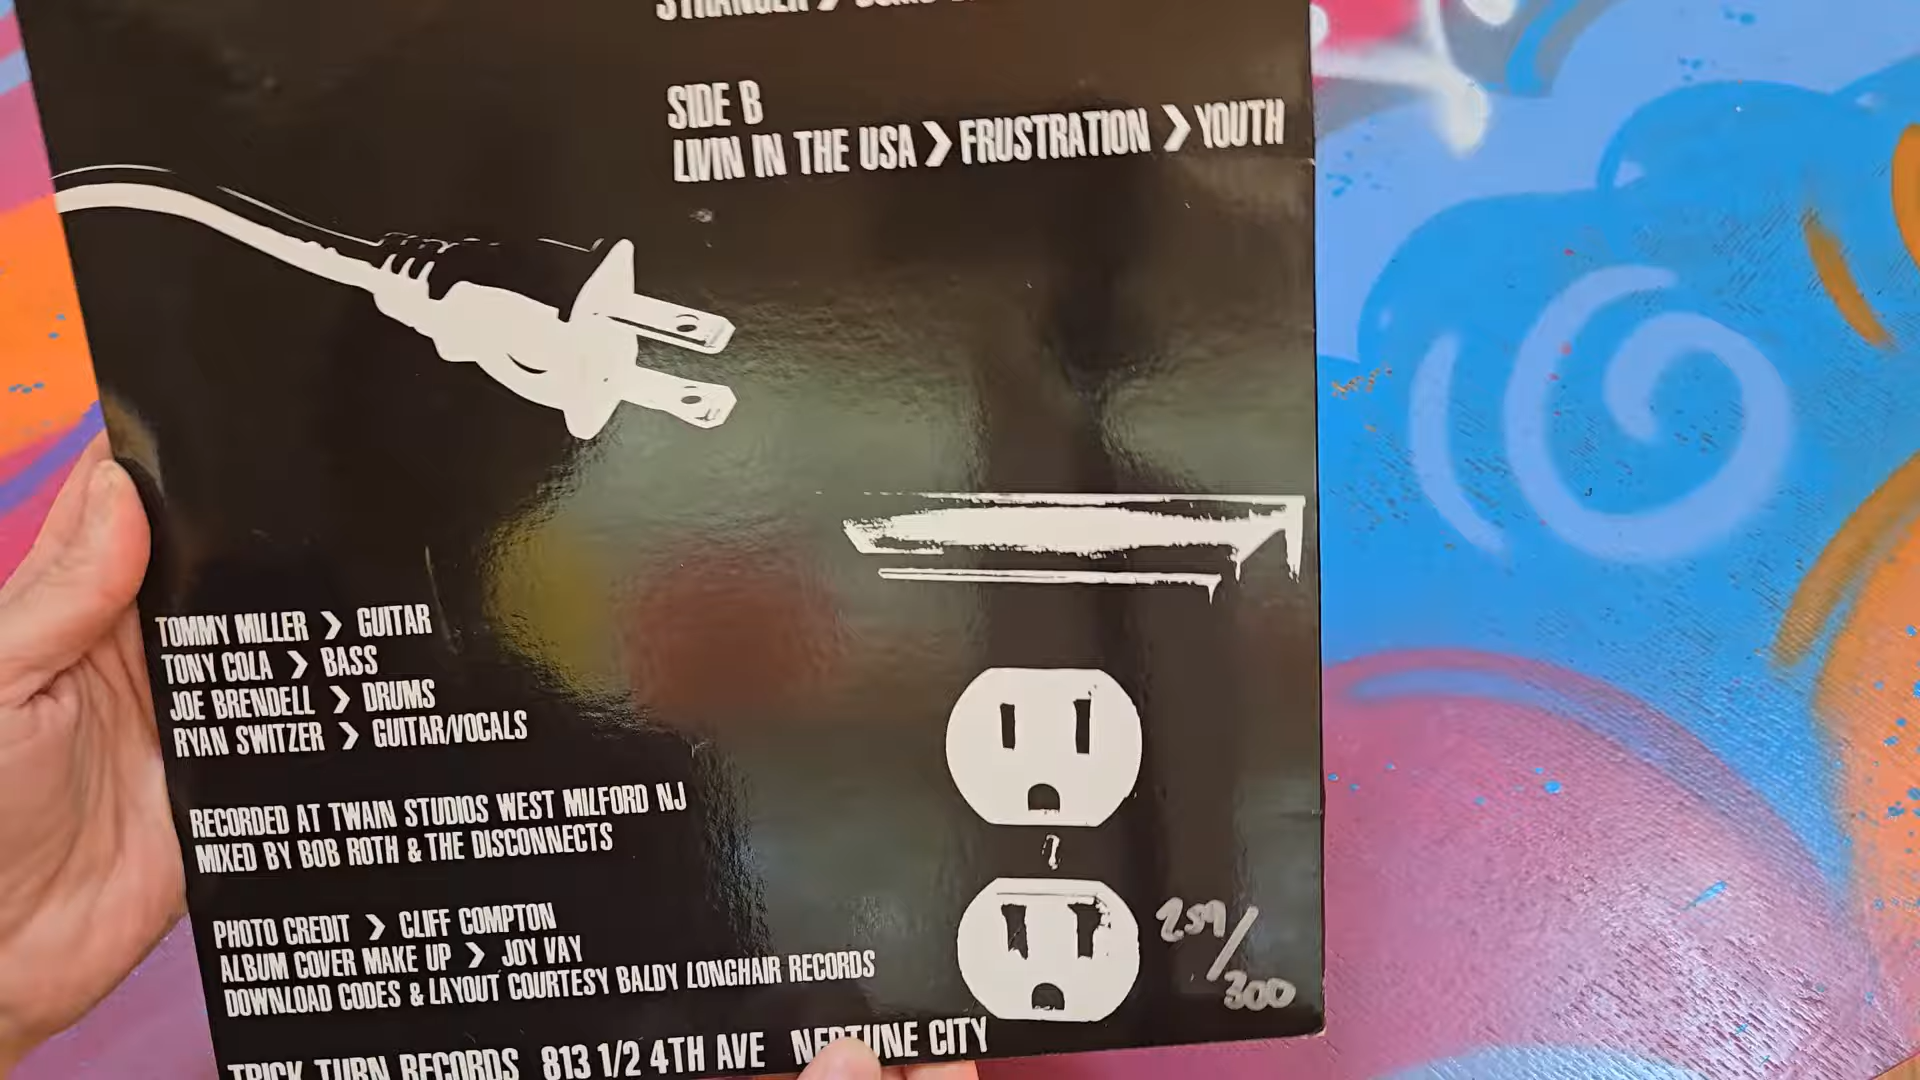 STRANGER ❯
SIDE B
LIVIN IN THE USA ❯ FRUSTRATION ❯ YOUTH
TOMMY MILLER ❯ GUITAR
TONY COLA ❯ BASS
JOE BRENDELL ❯ DRUMS
RYAN SWITZER ❯ GUITAR/VOCALS
RECORDED AT TWAIN STUDIOS WEST MILFORD NJ
MIXED BY BOB ROTH & THE DISCONNECTS
PHOTO CREDIT ❯ CLIFF COMPTON
ALBUM COVER MAKE UP ❯ JOY VAY
DOWNLOAD CODES & LAYOUT COURTESY BALDY LONGHAIR RECORDS
259/300
TRICK TURN RECORDS 813 1/2 4TH AVE NEPTUNE CITY